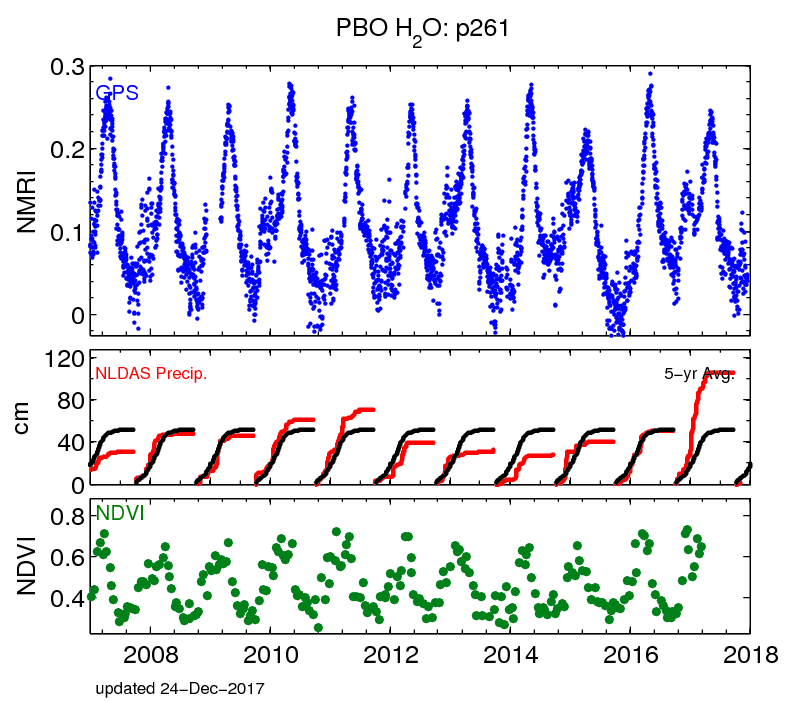 PBO H2O: p261
0.3
GPS
0.2
NMRI
0.1
0
120
NLDAS Precip.
5−yr Avg.
80
cm
40
0
NDVI
0.8
NDVI
0.6
0.4
2008 2010 2012 2014 2016 2018
updated 24−Dec−2017